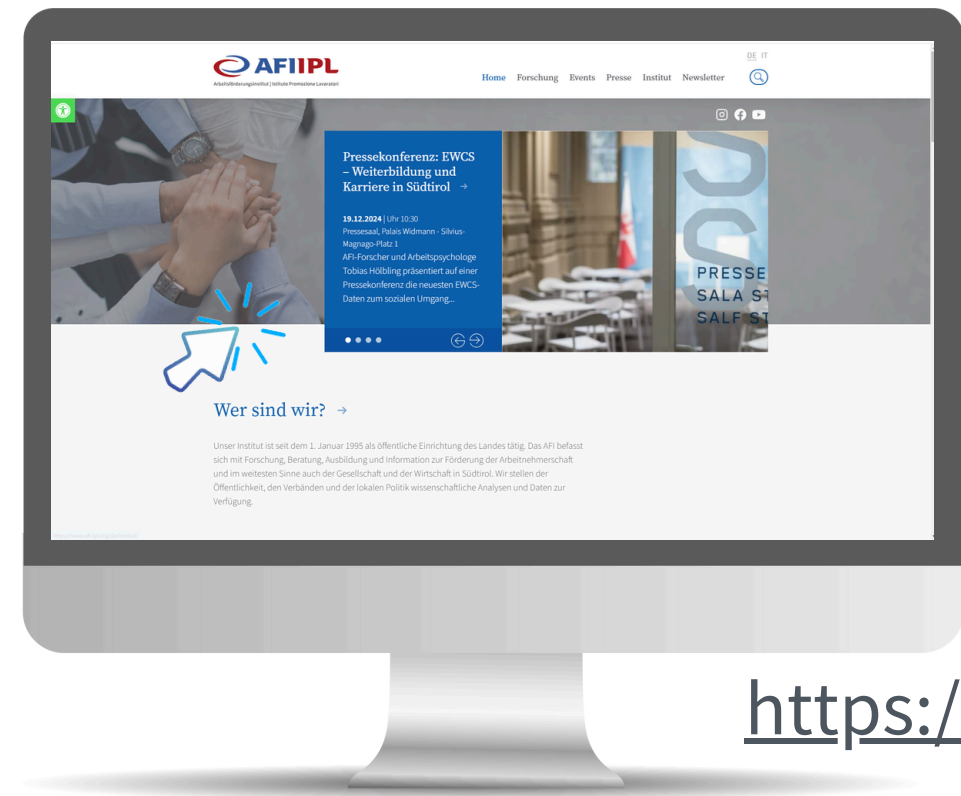 AFIIPL
Arbeitsförderungsinstitut | Istituto Promozione Lavoratori
DE IT
Home Forschung Events Presse Institut Newsletter
Pressekonferenz: EWCS
– Weiterbildung und
Karriere in Südtirol →
19.12.2024 | Uhr 10:30
Pressesaal, Palais Widmann - Silvius-
Magnago-Platz 1
AFI-Forscher und Arbeitspsychologe
Tobias Hölbling präsentiert auf einer
Pressekonferenz die neuesten EWCS-
Daten zum sozialen Umgang...
PRESSE
SALA ST
SALF ST
Wer sind wir? →
Unser Institut ist seit dem 1. Januar 1995 als öffentliche Einrichtung des Landes tätig. Das AFI befasst
sich mit Forschung, Beratung, Ausbildung und Information zur Förderung der Arbeitnehmerschaft
und im weitesten Sinne auch der Gesellschaft und der Wirtschaft in Südtirol. Wir stellen der
Öffentlichkeit, den Verbänden und der lokalen Politik wissenschaftliche Analysen und Daten zur
Verfügung.
https:/